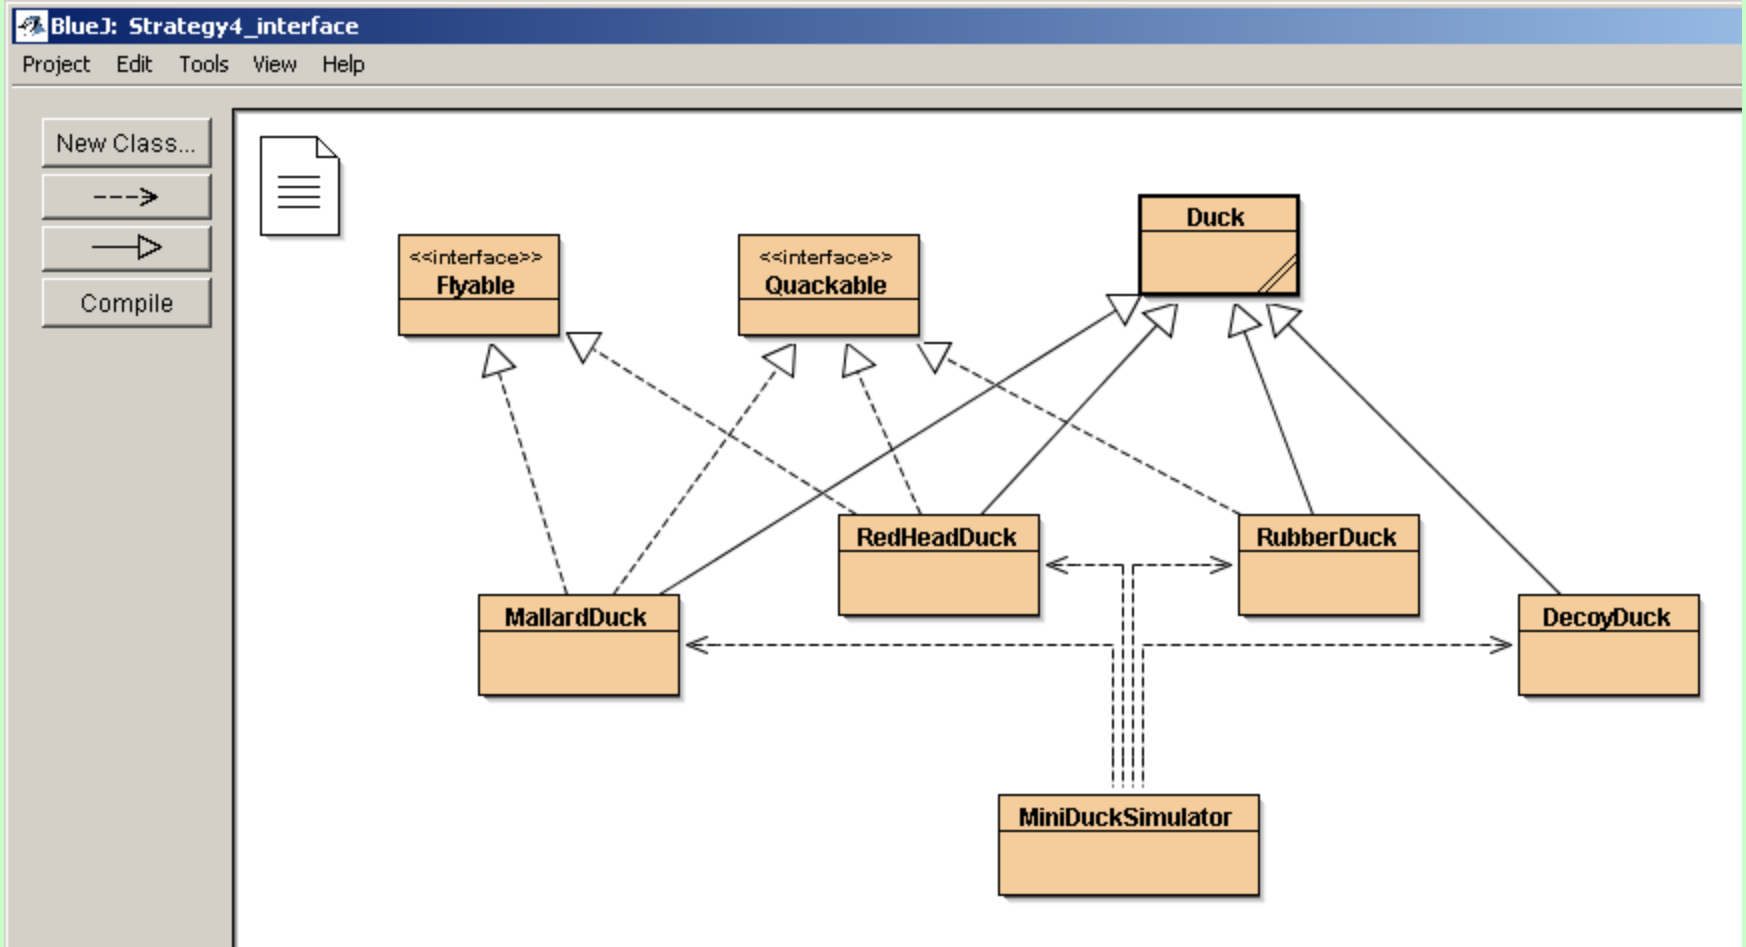 BlueJ: Strategy4_interface
Project Edit Tools View Help
New Class...
Compile
<<interface>>
Flyable
<<interface>>
Quackable
Duck
RedHeadDuck
RubberDuck
MallardDuck
DecoyDuck
MiniDuckSimulator